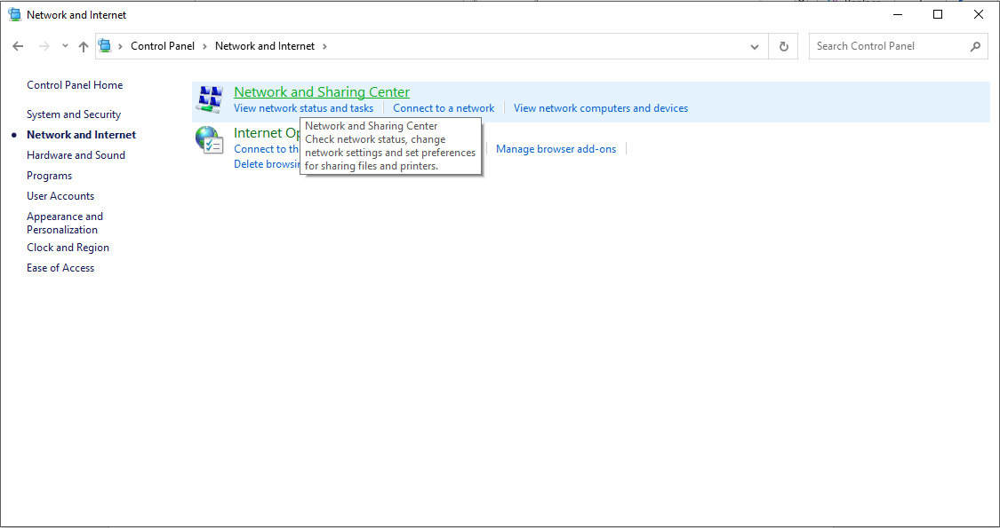 Network and Internet
Control Panel > Network and Internet >
Search Control Panel
Control Panel Home
System and Security
Network and Internet
Hardware and Sound
Programs
User Accounts
Appearance and
Personalization
Clock and Region
Ease of Access
Network and Sharing Center
View network status and tasks
Connect to a network
View network computers and devices
Internet Op
Connect to th
Manage browser add-ons
Delete browsin
Network and Sharing Center
Check network status, change
network settings and set preferences
for sharing files and printers.